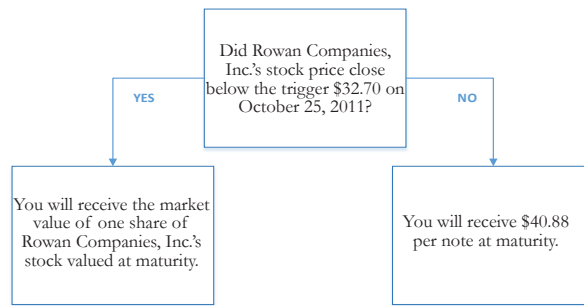 Did Rowan Companies,
Inc.'s stock price close
below the trigger $32.70 on
October 25, 2011?
YES
NO
You will receive the market
value of one share of
Rowan Companies, Inc.'s
stock valued at maturity.
You will receive $40.88
per note at maturity.